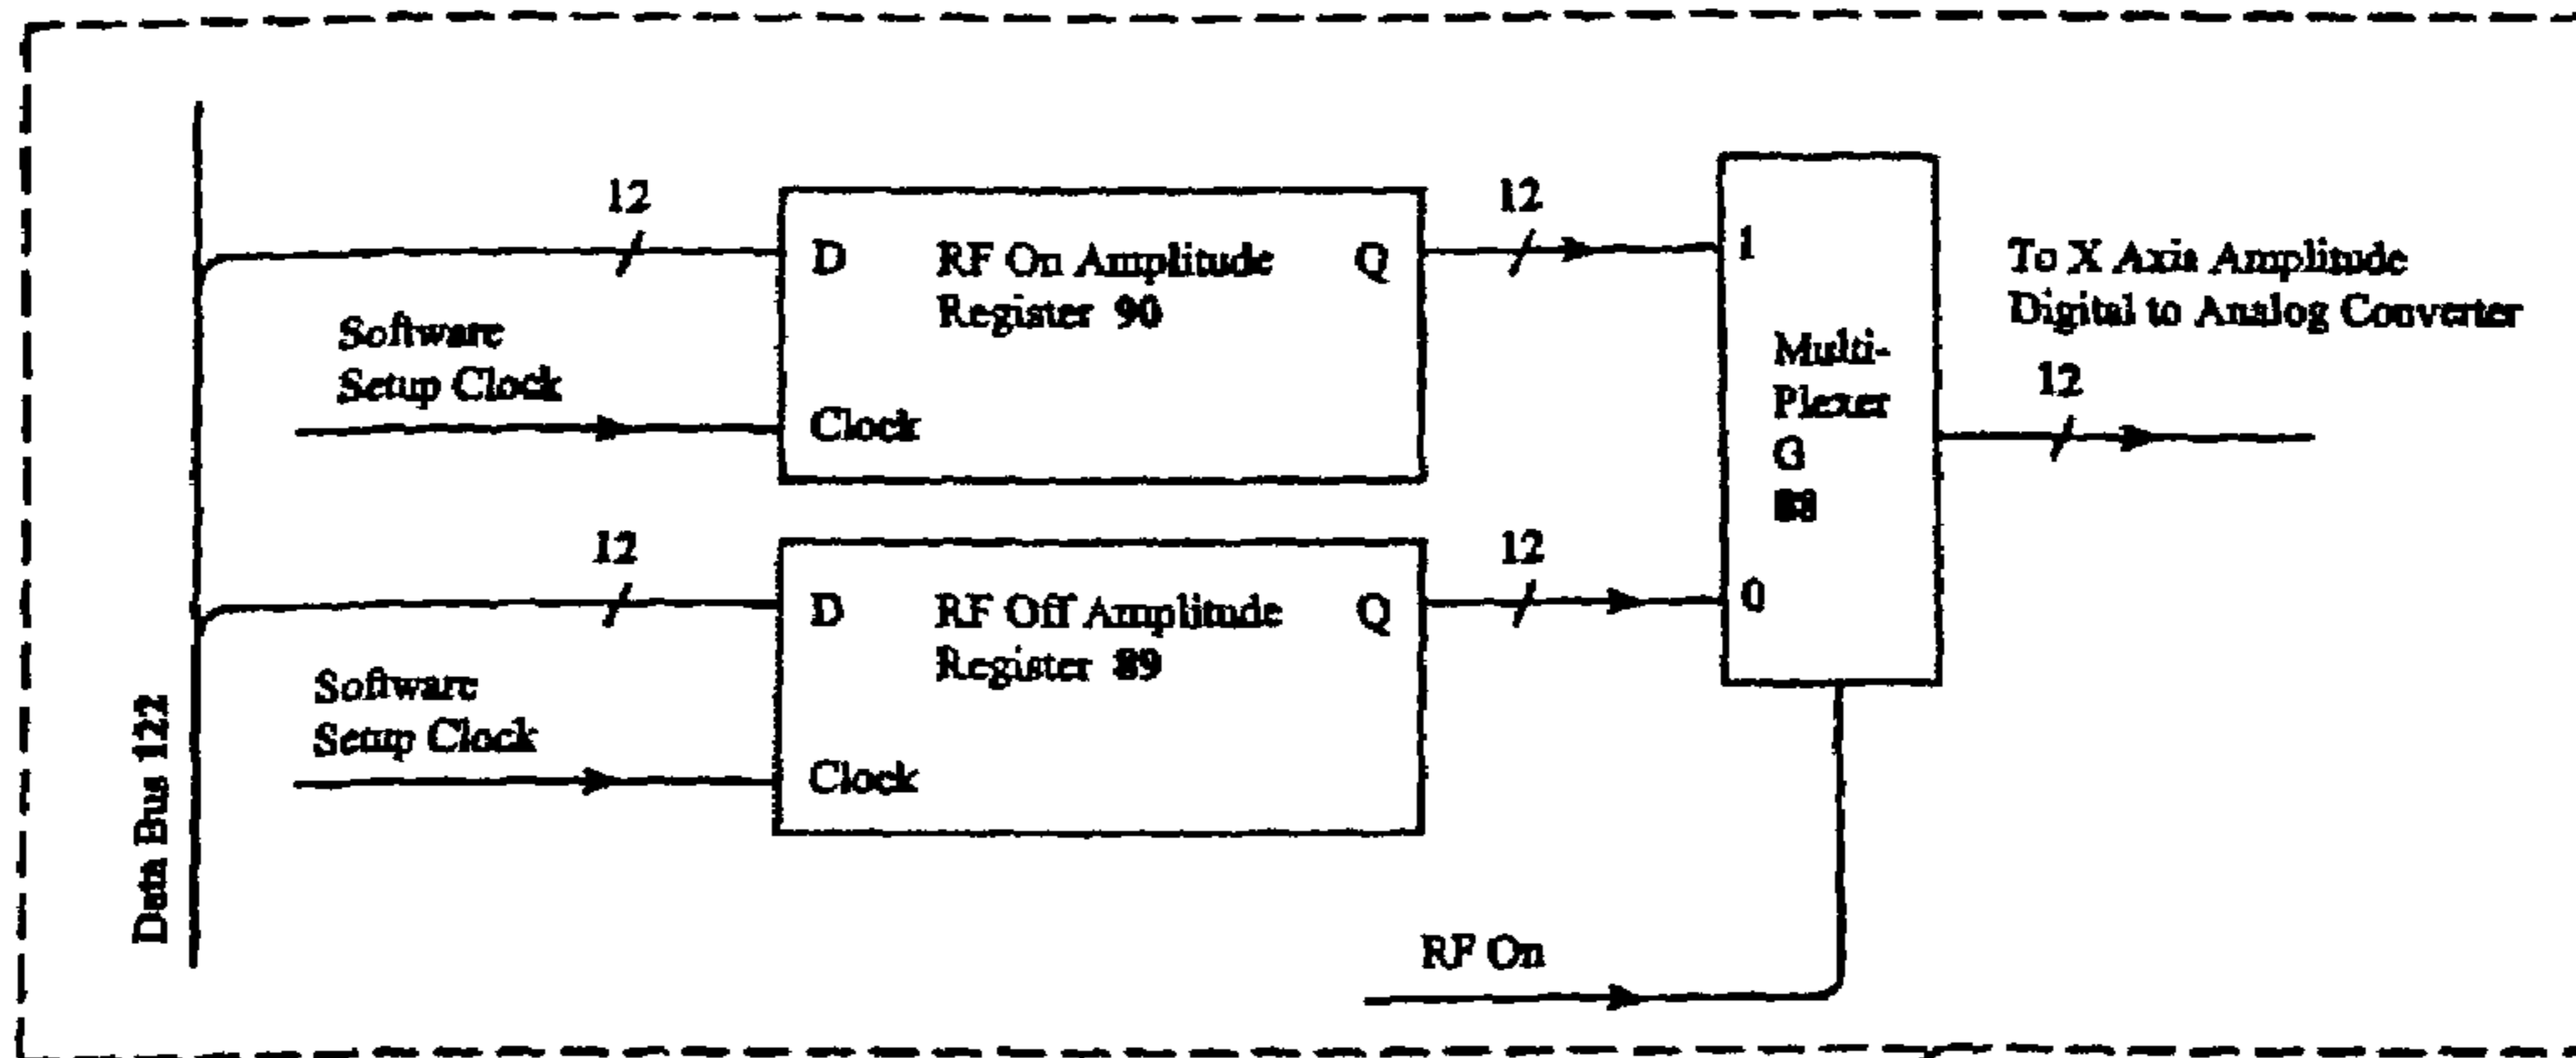 12
12
D
RF On Amplitude
Register 90
Q
1
To X Axis Amplitude
Digital to Analog Converter
Software
Setup Clock
Multi-
Plexer
G
12
Clock
12
12
D
RF Off Amplitude
Register 89
Q
0
Software
Setup Clock
Clock
Data Bus 122
RF On